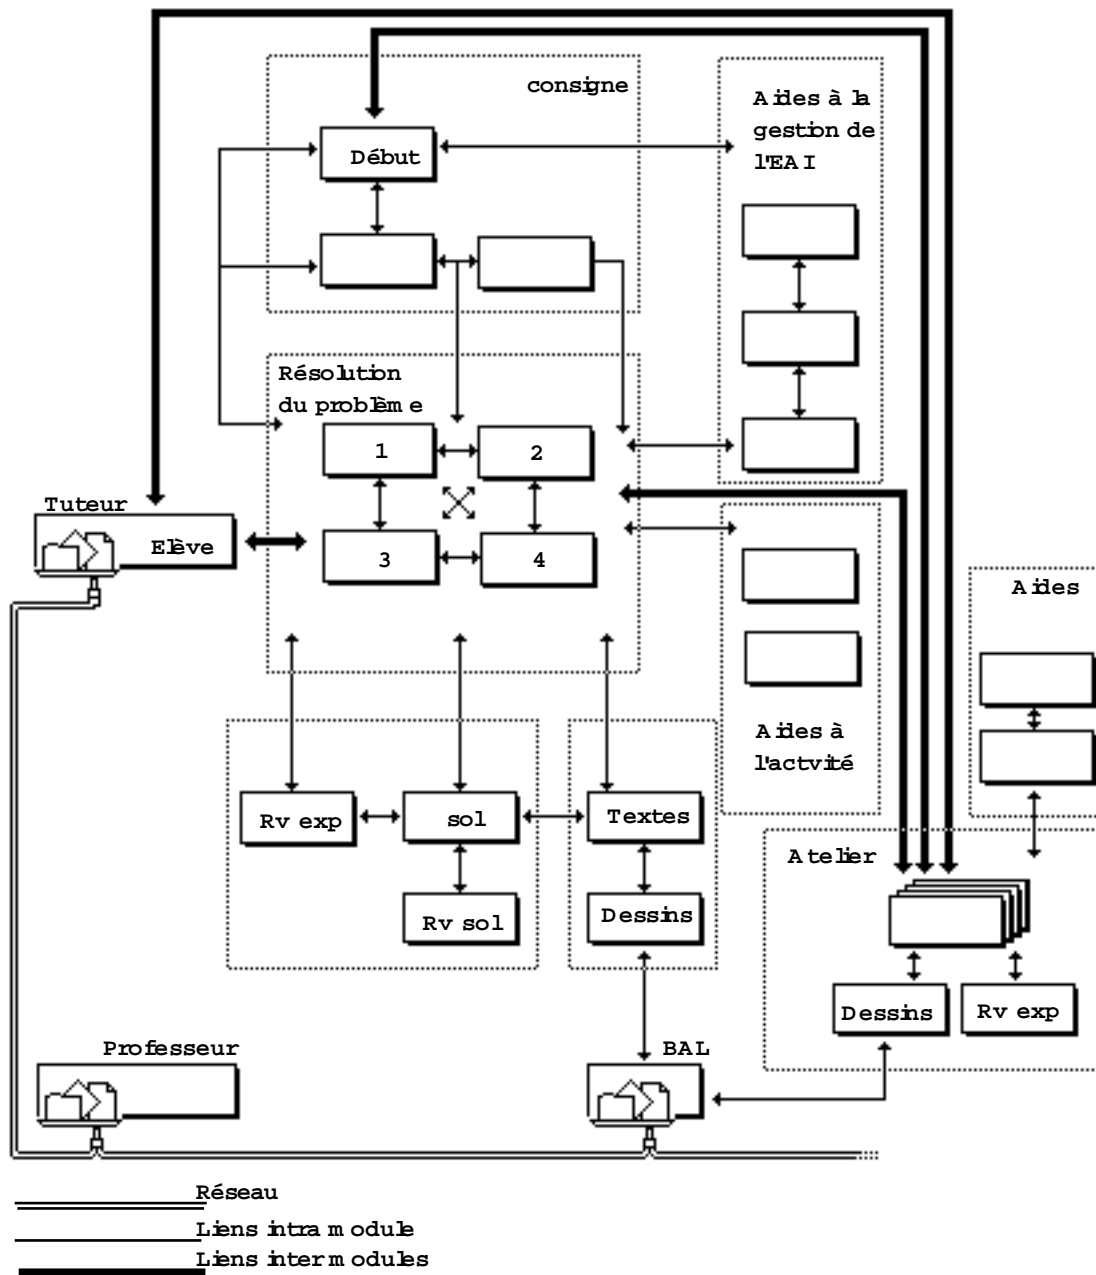 consigne
Aides à la
gestion de
l'EAI
Début
Résolution
du problème
1
2
3
4
Tuteur
Elève
Aides
Aides à
l'actvité
Rv exp
sol
Textes
Rv sol
Dessins
Atelier
Dessins
Rv exp
Professeur
BAL
Réseau
Liens intra module
Liens inter modules